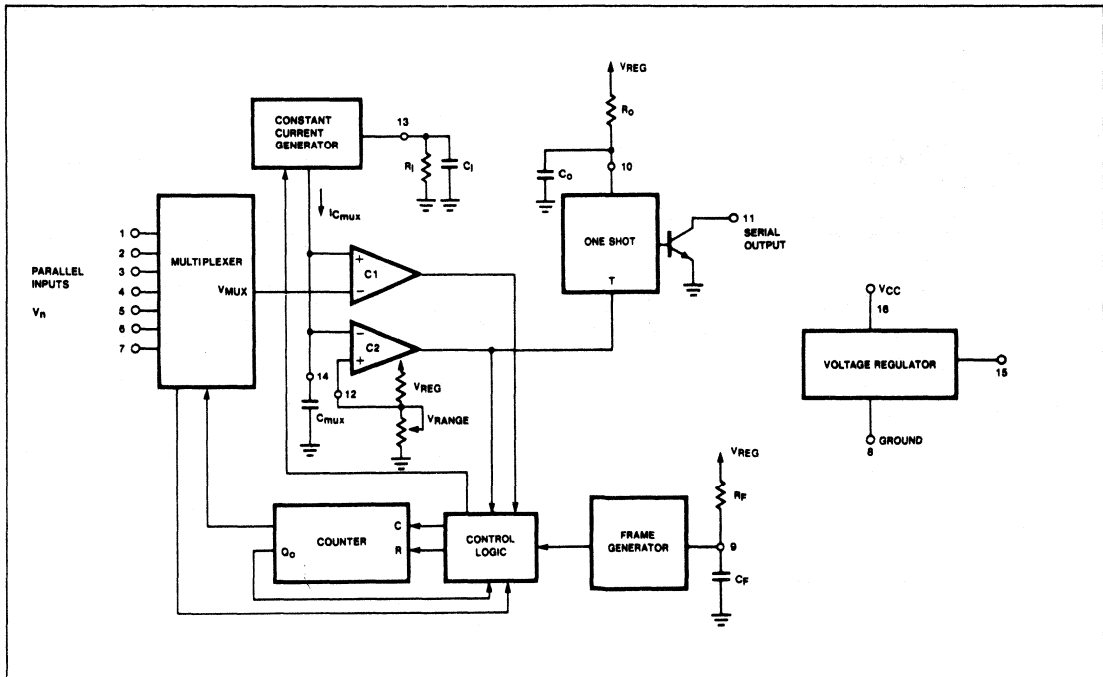 VREG
RO
CO
10
CONSTANT
CURRENT
GENERATOR
13
RI
CI
ICmux
ONE SHOT
T
11
SERIAL
OUTPUT
PARALLEL
INPUTS
Vn
1
2
3
4
5
6
7
MULTIPLEXER
VMUX
+
C1
−
−
C2
+
14
12
Cmux
VREG
VRANGE
VCC
16
VOLTAGE REGULATOR
15
8 GROUND
COUNTER
QO
C
R
CONTROL
LOGIC
FRAME
GENERATOR
VREG
RF
9
CF